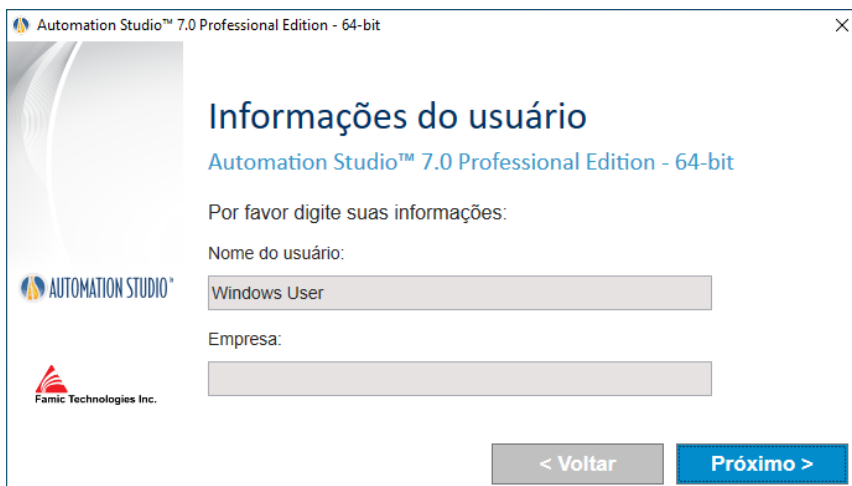 Automation Studio™ 7.0 Professional Edition - 64-bit
Informações do usuário
Automation Studio™ 7.0 Professional Edition - 64-bit
Por favor digite suas informações:
Nome do usuário:
AUTOMATION STUDIO™
Windows User
Empresa:
Famic Technologies Inc.
< Voltar
Próximo >